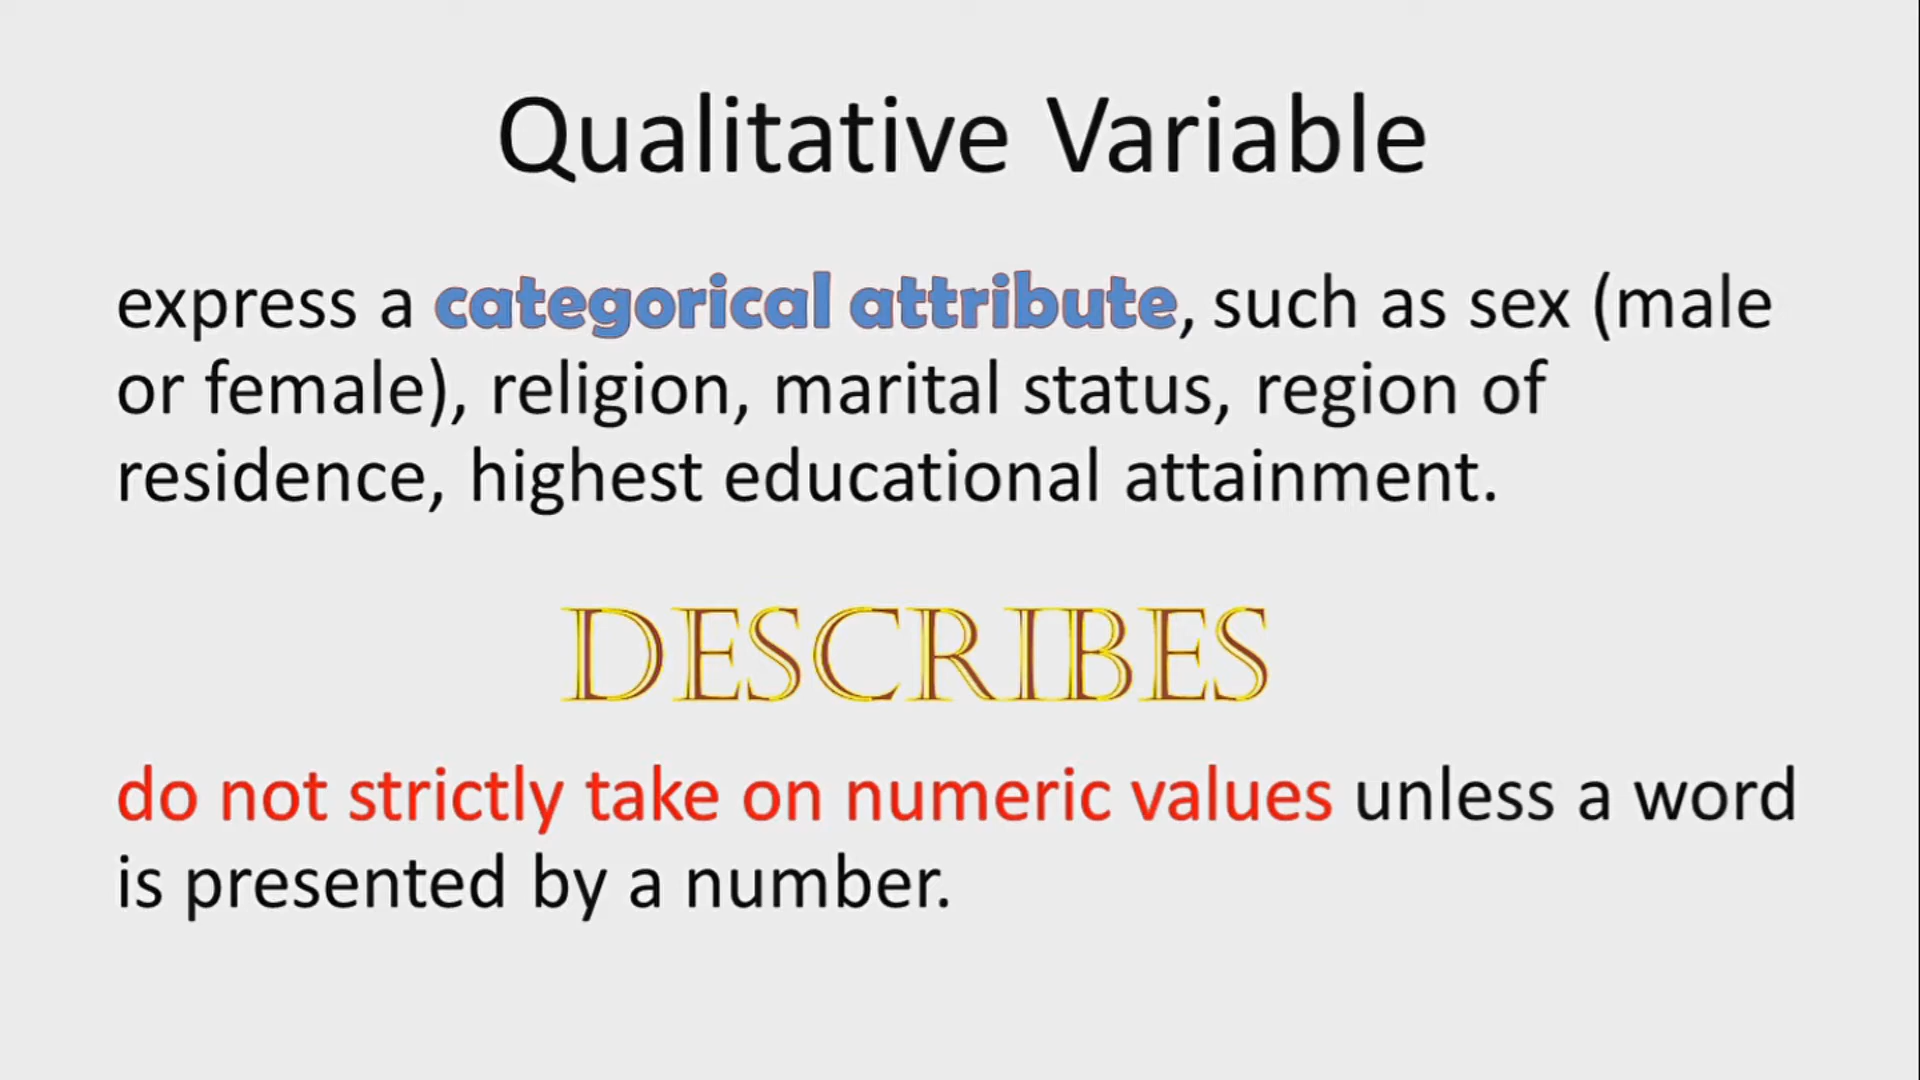 Qualitative Variable
express a categorical attribute, such as sex (male
or female), religion, marital status, region of
residence, highest educational attainment.
DESCRIBES
do not strictly take on numeric values unless a word
is presented by a number.